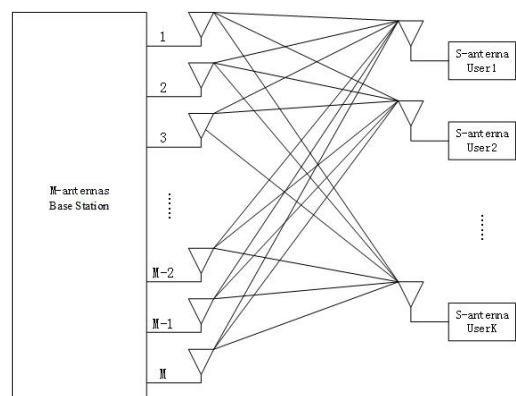 1
S-antenna
User1
2
S-antenna
User2
3
M-antennas
Base Station
M-2
M-1
S-antenna
UserK
M